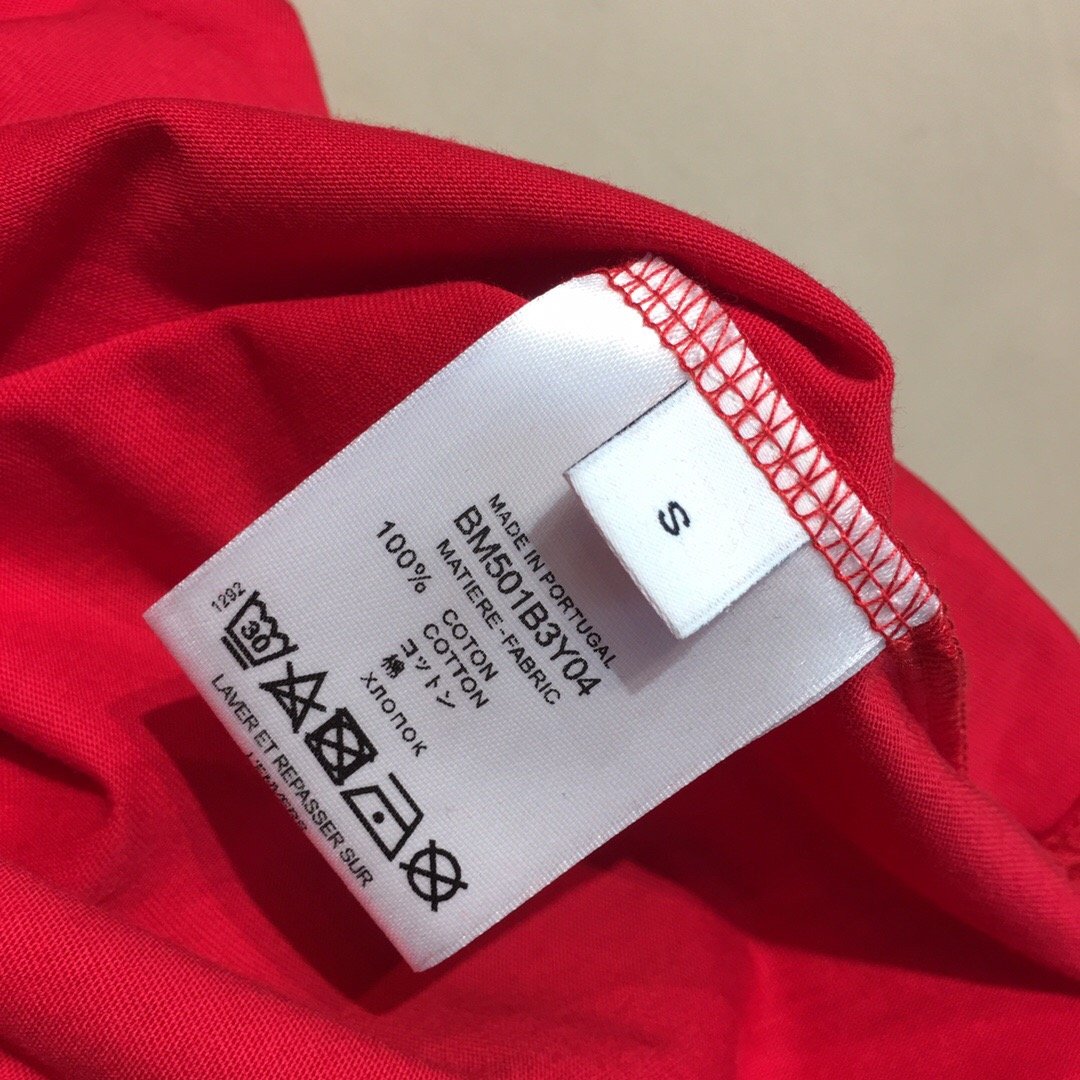 S
MADE IN PORTUGAL
BM501B3Y04
MATIERE-FABRIC
100% COTON
COTTON
コットン
棉
хлопок
1292
30
LAVER ET REPASSER SUR